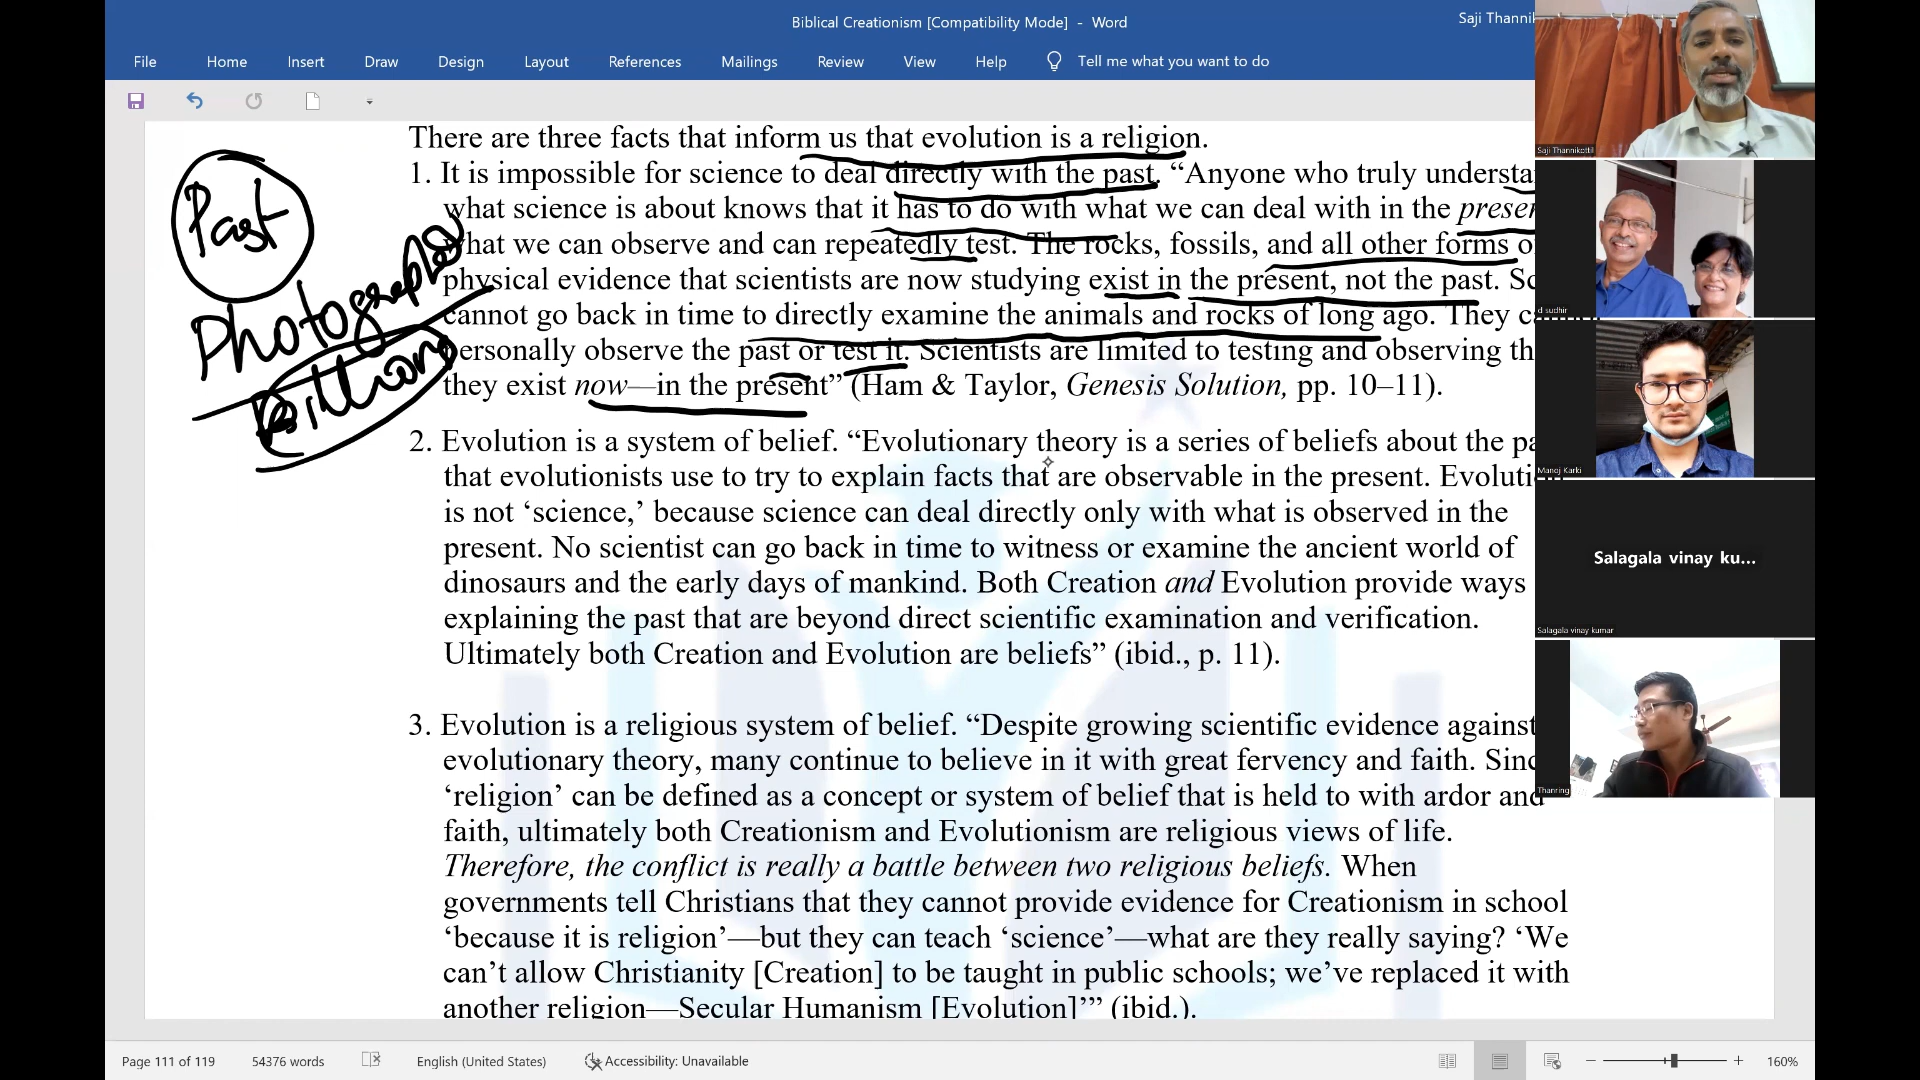 Biblical Creationism [Compatibility Mode] - Word
Saji Thannik
File Home Insert Draw Design Layout References Mailings Review View Help Tell me what you want to do
There are three facts that inform us that evolution is a religion.
1. It is impossible for science to deal directly with the past. “Anyone who truly understa
what science is about knows that it has to do with what we can deal with in the presen
what we can observe and can repeatedly test. The rocks, fossils, and all other forms o
physical evidence that scientists are now studying exist in the present, not the past. Sc
cannot go back in time to directly examine the animals and rocks of long ago. They c
personally observe the past or test it. Scientists are limited to testing and observing th
they exist now—in the present” (Ham & Taylor, Genesis Solution, pp. 10–11).
2. Evolution is a system of belief. “Evolutionary theory is a series of beliefs about the pa
that evolutionists use to try to explain facts that are observable in the present. Evoluti
is not ‘science,’ because science can deal directly only with what is observed in the
present. No scientist can go back in time to witness or examine the ancient world of
dinosaurs and the early days of mankind. Both Creation and Evolution provide ways
explaining the past that are beyond direct scientific examination and verification.
Ultimately both Creation and Evolution are beliefs” (ibid., p. 11).
3. Evolution is a religious system of belief. “Despite growing scientific evidence against
evolutionary theory, many continue to believe in it with great fervency and faith. Sinc
‘religion’ can be defined as a concept or system of belief that is held to with ardor and
faith, ultimately both Creationism and Evolutionism are religious views of life.
Therefore, the conflict is really a battle between two religious beliefs. When
governments tell Christians that they cannot provide evidence for Creationism in school
‘because it is religion’—but they can teach ‘science’—what are they really saying? ‘We
can’t allow Christianity [Creation] to be taught in public schools; we’ve replaced it with
another religion—Secular Humanism [Evolution]’” (ibid.).
Past
Photographs
Billion
Saji Thannikottil
d sudhir
Manoj Karki
Salagala vinay ku...
Salagala vinay kumar
Thanring
Page 111 of 119 54376 words English (United States) Accessibility: Unavailable 160%